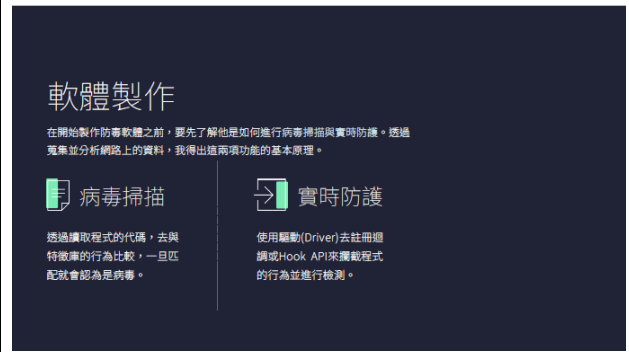 軟體製作
在開始製作防毒軟體之前，要先了解他是如何進行病毒掃描與實時防護。透過
蒐集並分析網路上的資料，我得出這兩項功能的基本原理。
病毒掃描
透過讀取程式的代碼，去與
特徵庫的行為比較，一旦匹
配就會認為是病毒。
實時防護
使用驅動(Driver)去註冊迴
調或Hook API來攔截程式
的行為並進行檢測。